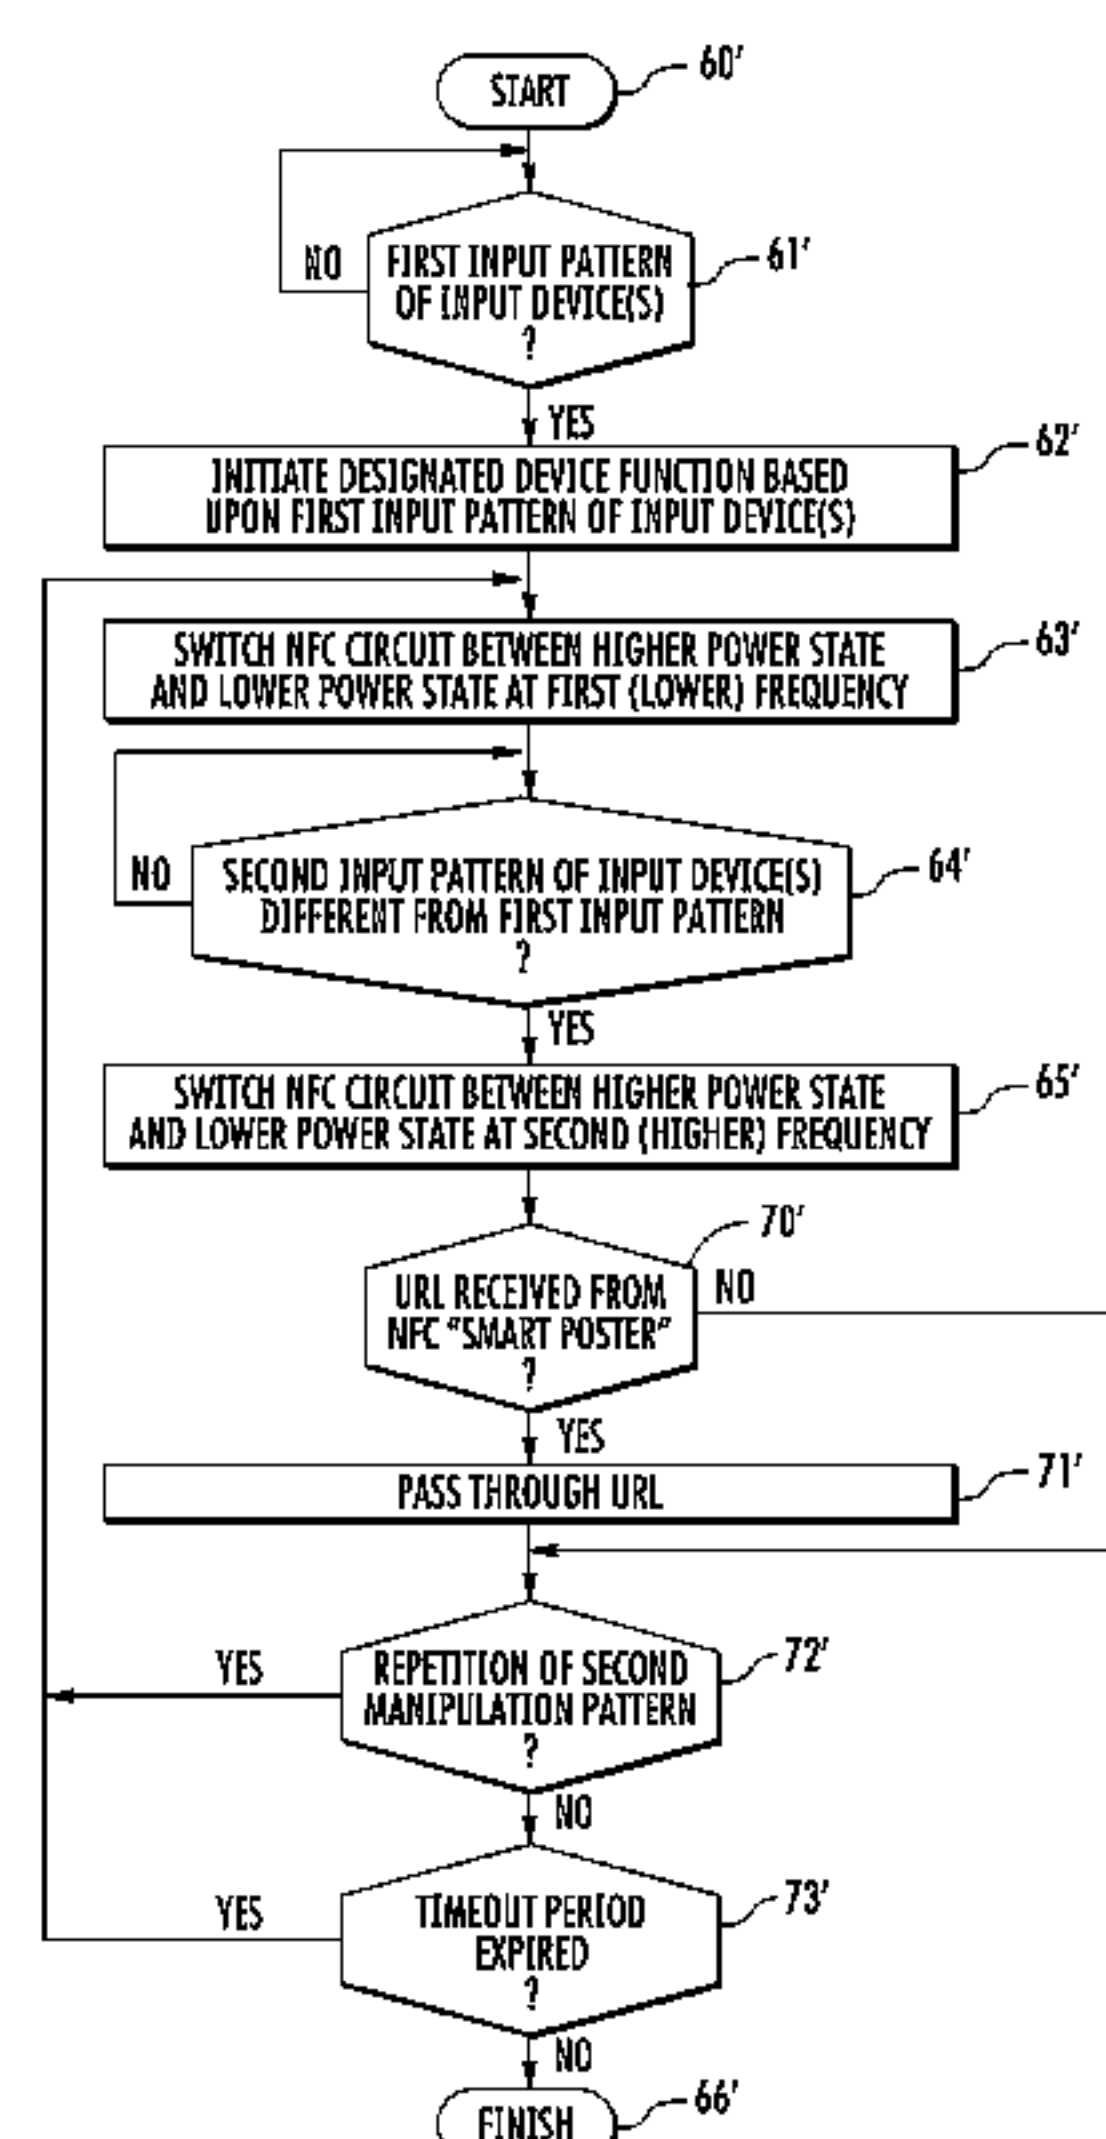 START
60'
NO
FIRST INPUT PATTERN
OF INPUT DEVICE(S)
?
61'
YES
62'
INITIATE DESIGNATED DEVICE FUNCTION BASED
UPON FIRST INPUT PATTERN OF INPUT DEVICE(S)
63'
SWITCH NFC CIRCUIT BETWEEN HIGHER POWER STATE
AND LOWER POWER STATE AT FIRST (LOWER) FREQUENCY
NO
SECOND INPUT PATTERN OF INPUT DEVICE(S)
DIFFERENT FROM FIRST INPUT PATTERN
?
64'
YES
65'
SWITCH NFC CIRCUIT BETWEEN HIGHER POWER STATE
AND LOWER POWER STATE AT SECOND (HIGHER) FREQUENCY
70'
URL RECEIVED FROM
NFC "SMART POSTER"
?
NO
YES
71'
PASS THROUGH URL
72'
YES
REPETITION OF SECOND
MANIPULATION PATTERN
?
NO
73'
YES
TIMEOUT PERIOD
EXPIRED
?
NO
66'
FINISH